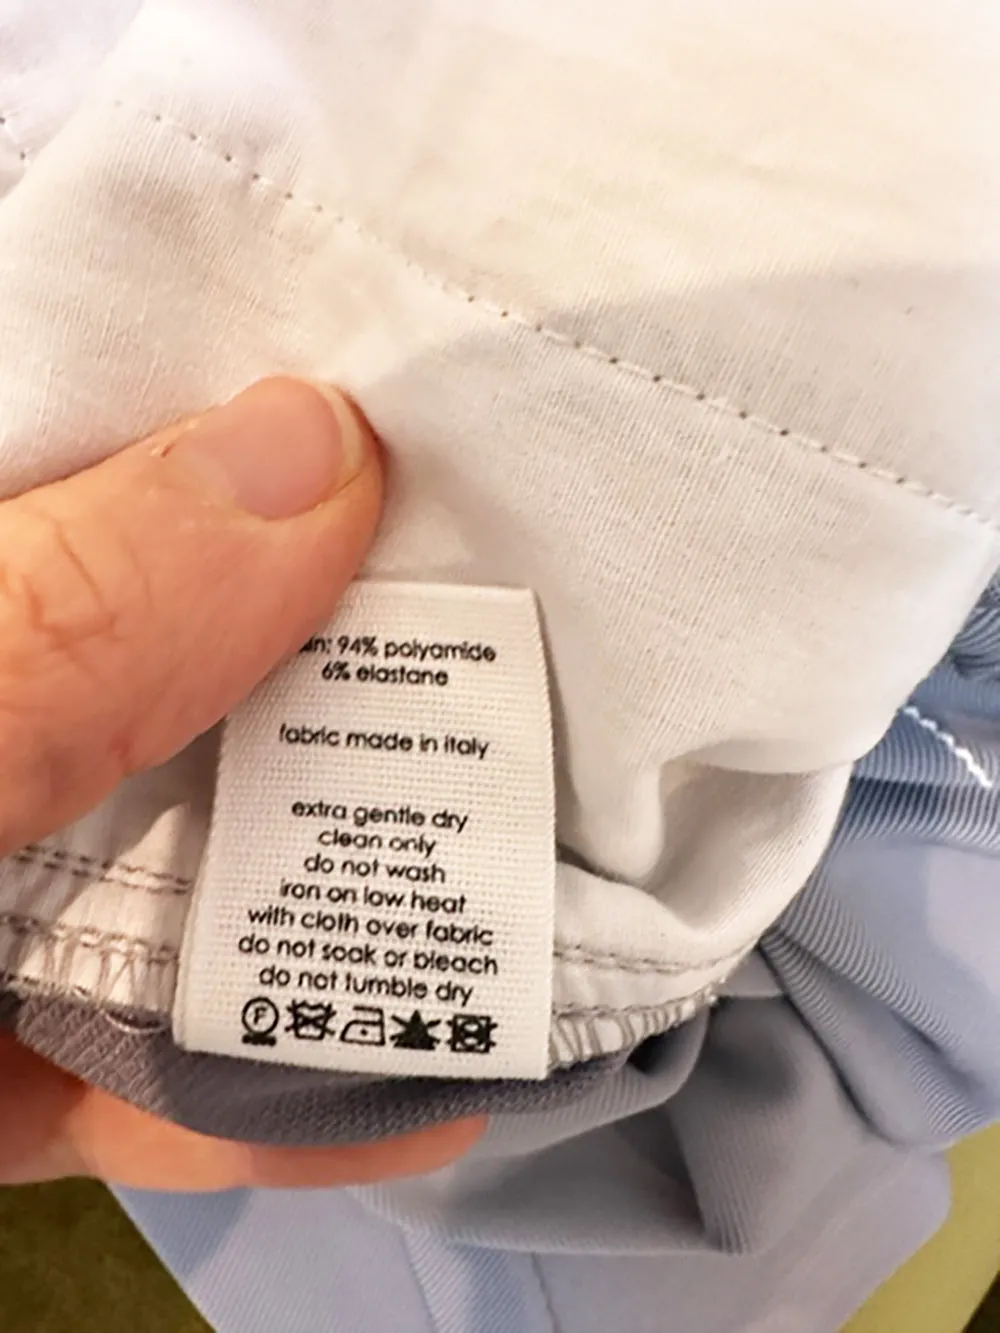 94% polyamide
6% elastane
fabric made in italy
extra gentle dry
clean only
do not wash
iron on low heat
with cloth over fabric
do not soak or bleach
do not tumble dry
F